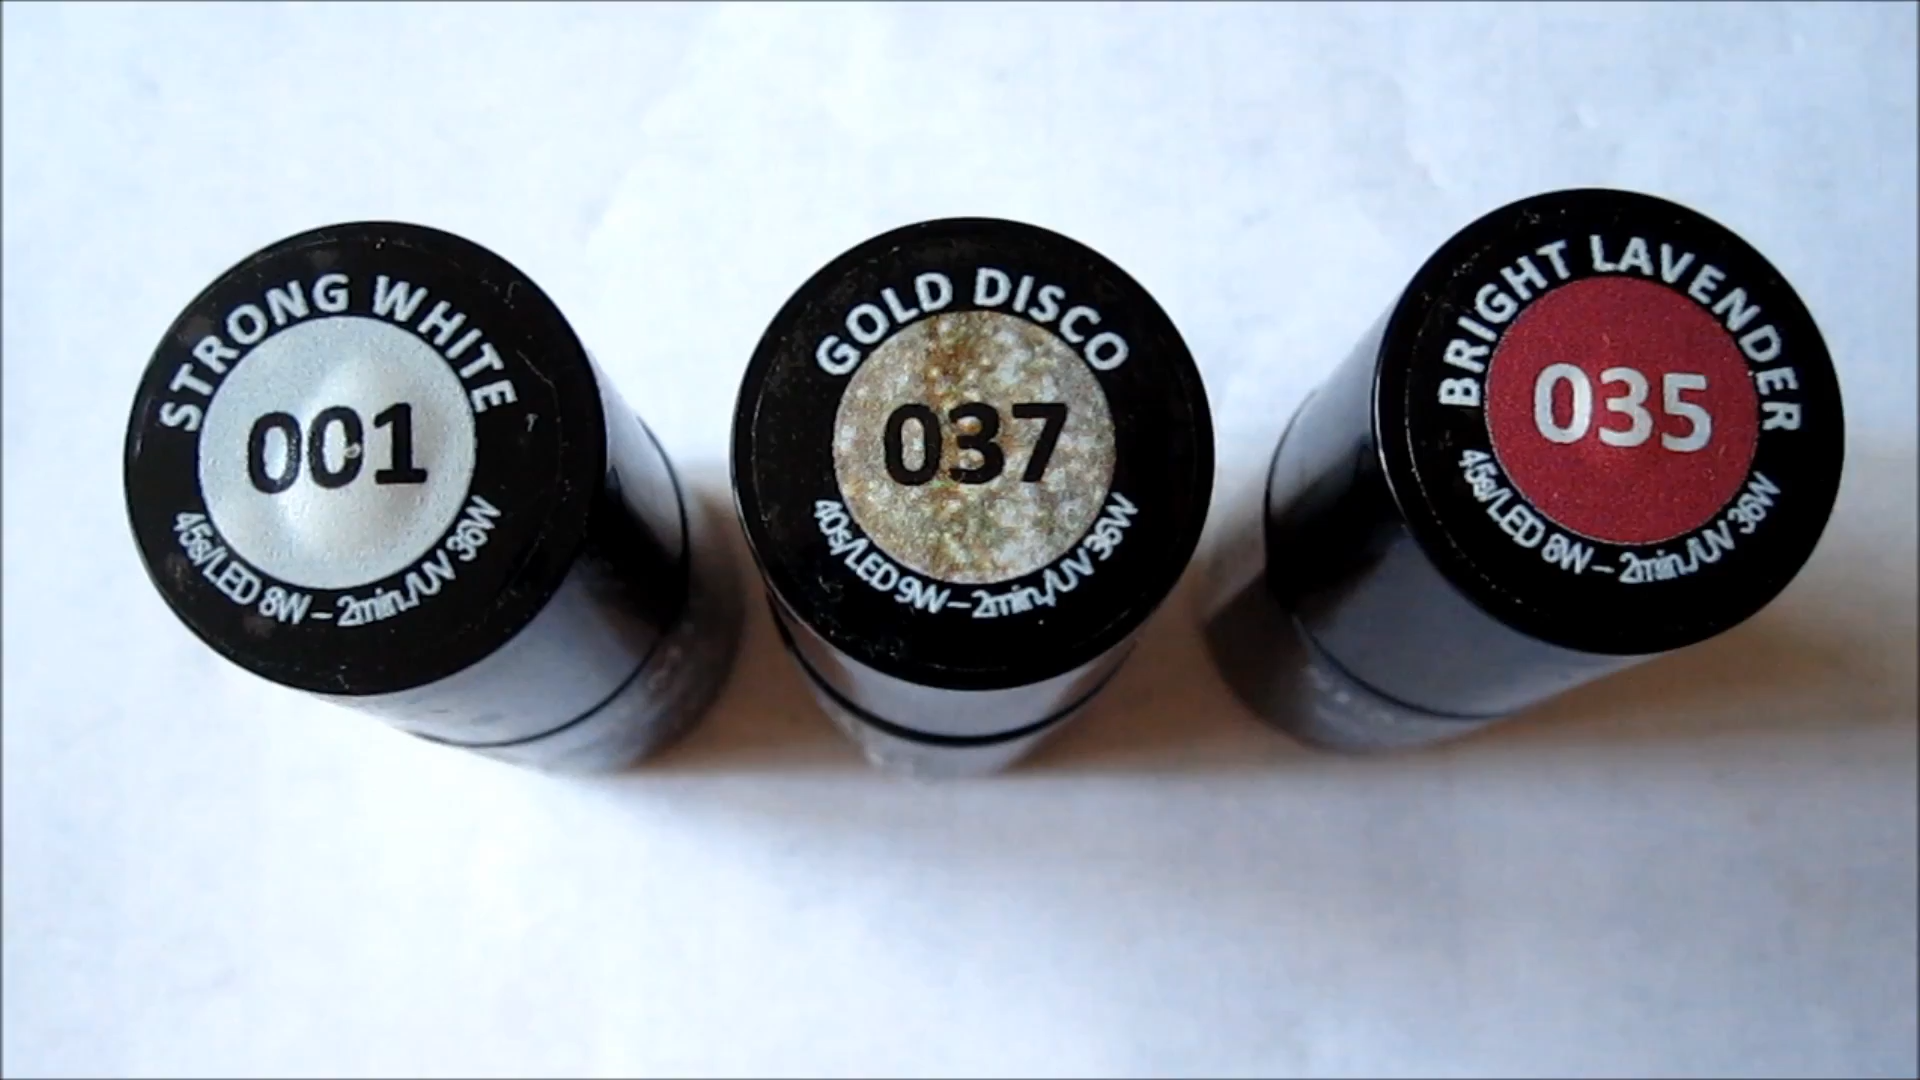 STRONG WHITE
001
45s/LED 8W – 2min./UV 36W
GOLD DISCO
037
40s/LED 9W – 2min./UV 36W
BRIGHT LAVENDER
035
45s/LED 8W – 2min./UV 36W